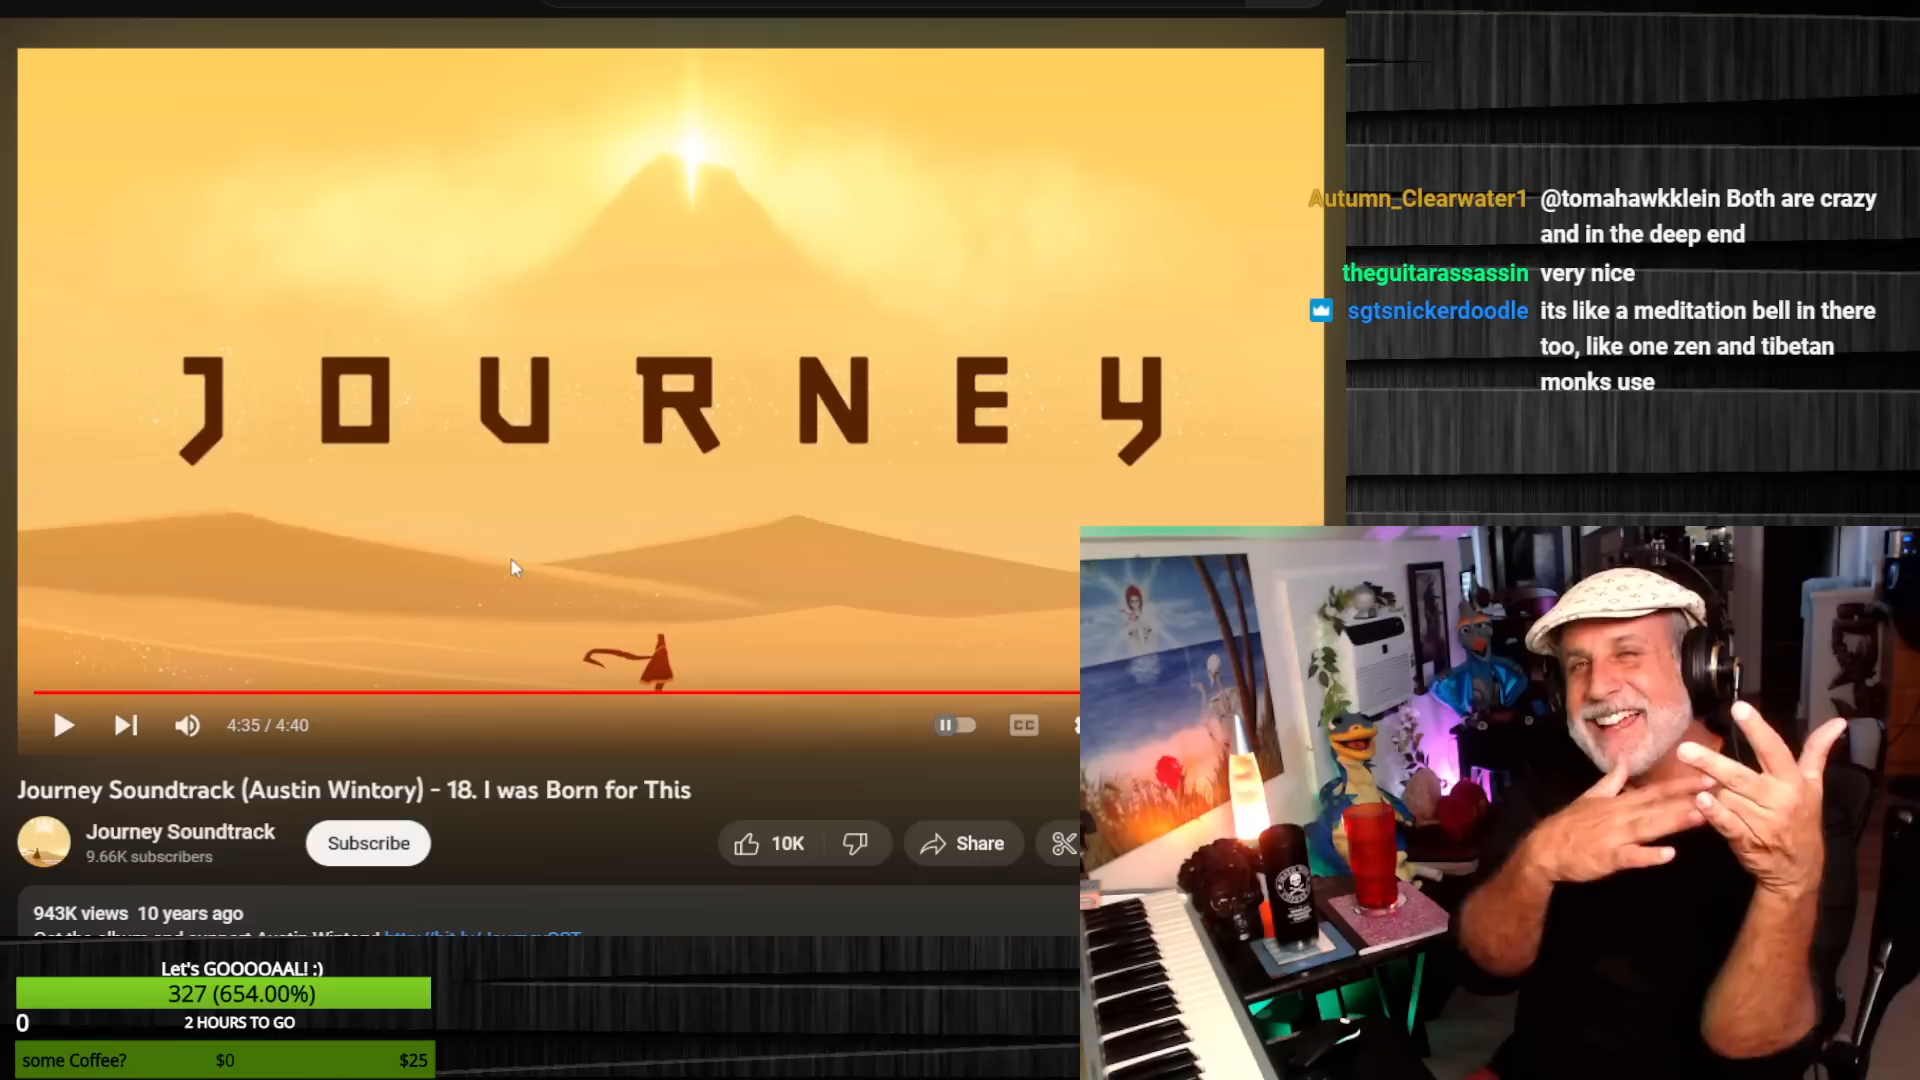 JOURNEY
4:35 / 4:40
CC
Journey Soundtrack (Austin Wintory) - 18. I was Born for This
Journey Soundtrack
9.66K subscribers
Subscribe
10K
Share
943K views 10 years ago
Let's GOOOOAAL! :)
327 (654.00%)
0
2 HOURS TO GO
some Coffee? $0 $25
Autumn_Clearwater1 @tomahawkklein Both are crazy
and in the deep end
theguitarassassin very nice
sgtsnickerdoodle its like a meditation bell in there
too, like one zen and tibetan
monks use